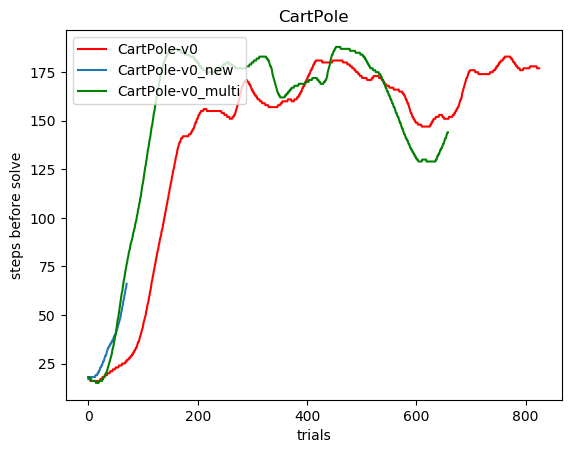 CartPole
CartPole-v0
CartPole-v0_new
CartPole-v0_multi
steps before solve
175
150
125
100
75
50
25
0
200
400
600
800
trials